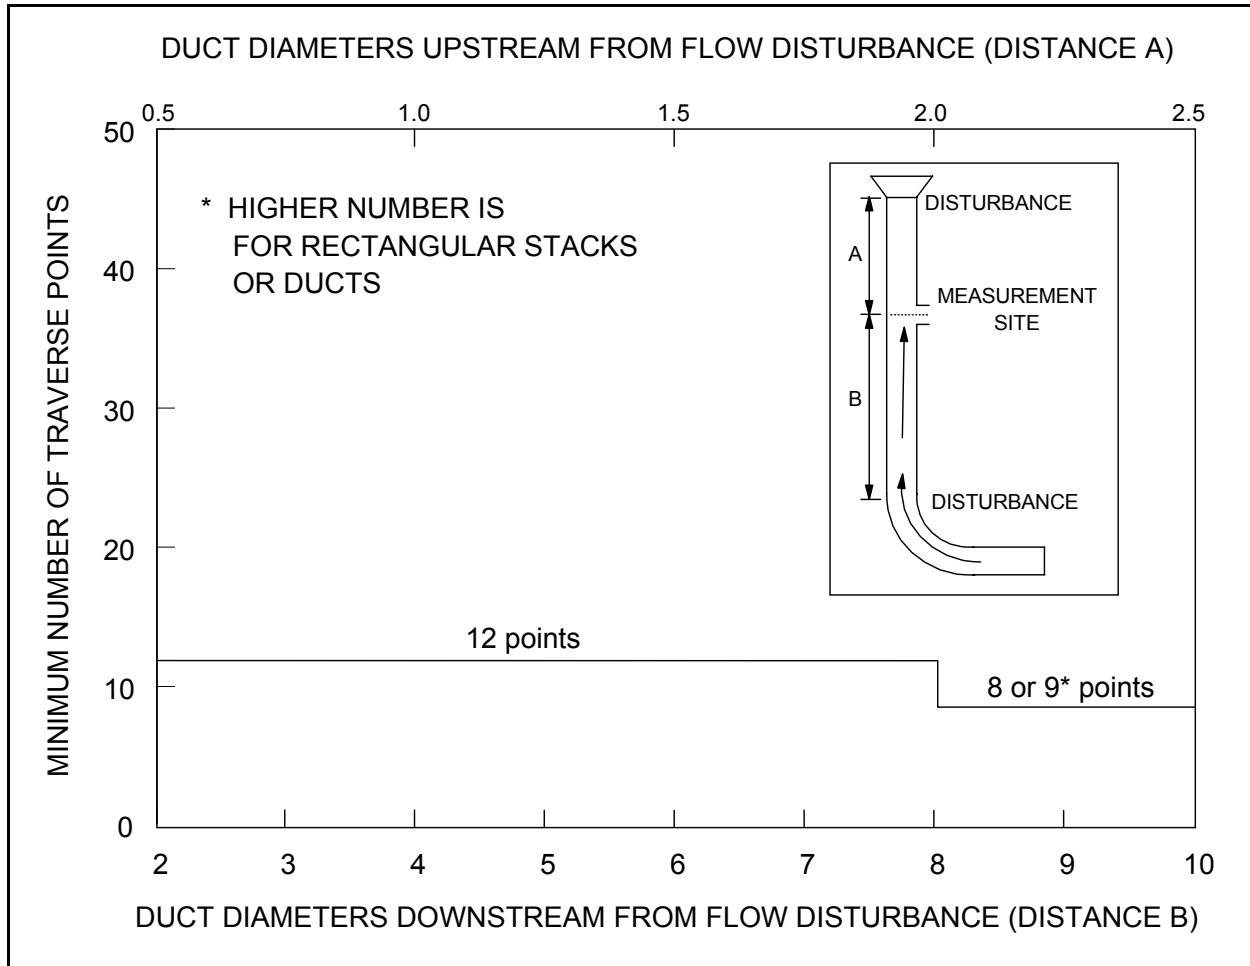 DUCT DIAMETERS UPSTREAM FROM FLOW DISTURBANCE (DISTANCE A)
0.5 1.0 1.5 2.0 2.5
50
* HIGHER NUMBER IS
FOR RECTANGULAR STACKS
OR DUCTS
DISTURBANCE
A
MEASUREMENT
SITE
B
DISTURBANCE
MINIMUM NUMBER OF TRAVERSE POINTS
40
30
20
12 points
10
8 or 9* points
0
2 3 4 5 6 7 8 9 10
DUCT DIAMETERS DOWNSTREAM FROM FLOW DISTURBANCE (DISTANCE B)